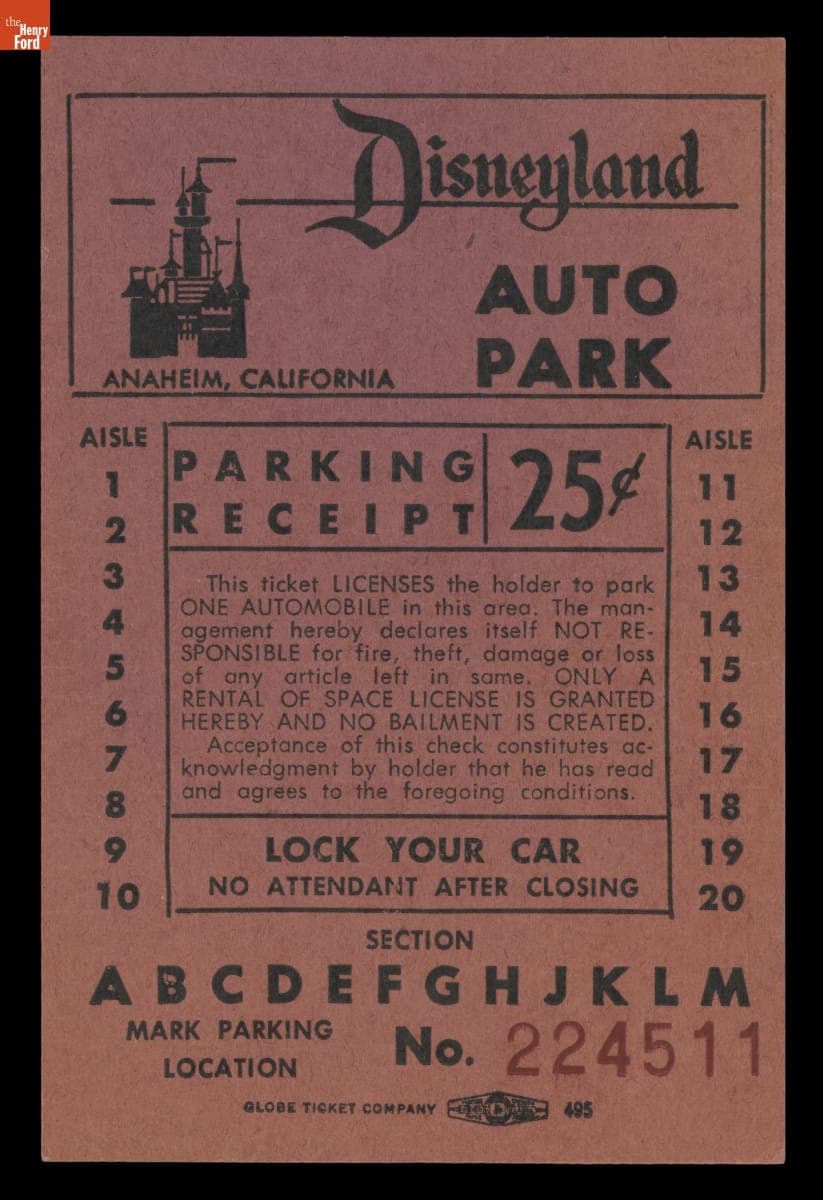 the
Henry
Ford
Disneyland
AUTO
PARK
ANAHEIM, CALIFORNIA
AISLE
1
2
3
4
5
6
7
8
9
10
PARKING
RECEIPT
25¢
This ticket LICENSES the holder to park
ONE AUTOMOBILE in this area. The man-
agement hereby declares itself NOT RE-
SPONSIBLE for fire, theft, damage or loss
of any article left in same. ONLY A
RENTAL OF SPACE LICENSE IS GRANTED
HEREBY AND NO BAILMENT IS CREATED.
Acceptance of this check constitutes ac-
knowledgment by holder that he has read
and agrees to the foregoing conditions.
LOCK YOUR CAR
NO ATTENDANT AFTER CLOSING
AISLE
11
12
13
14
15
16
17
18
19
20
SECTION
A B C D E F G H J K L M
MARK PARKING
LOCATION
No. 224511
GLOBE TICKET COMPANY 495